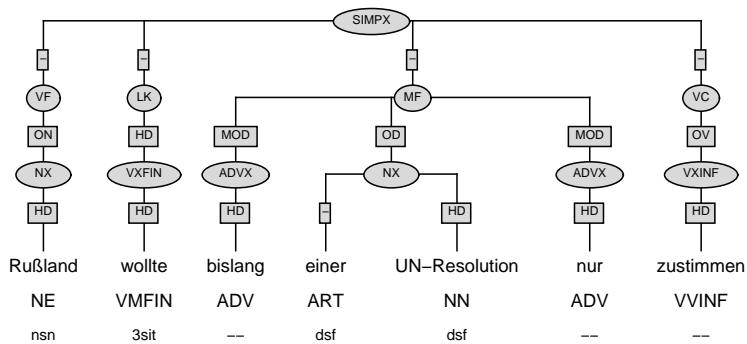 SIMPX
– – – –
VF LK MF VC
ON HD MOD OD MOD OV
NX VXFIN ADVX NX ADVX VXINF
HD HD HD – HD HD HD
Rußland wollte bislang einer UN−Resolution nur zustimmen
NE VMFIN ADV ART NN ADV VVINF
nsn 3sit −− dsf dsf −− −−